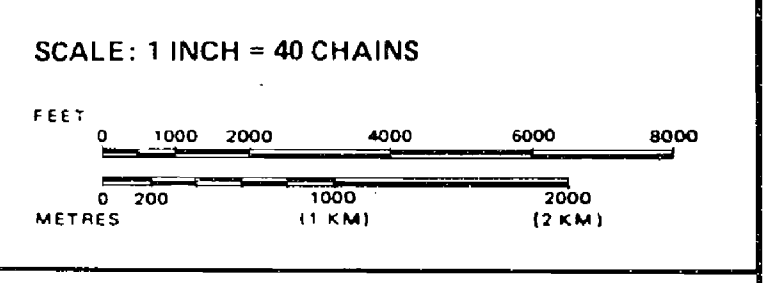 SCALE: 1 INCH = 40 CHAINS
FEET
0 1000 2000 4000 6000 8000
0 200 1000 2000
METRES (1 KM) (2 KM)